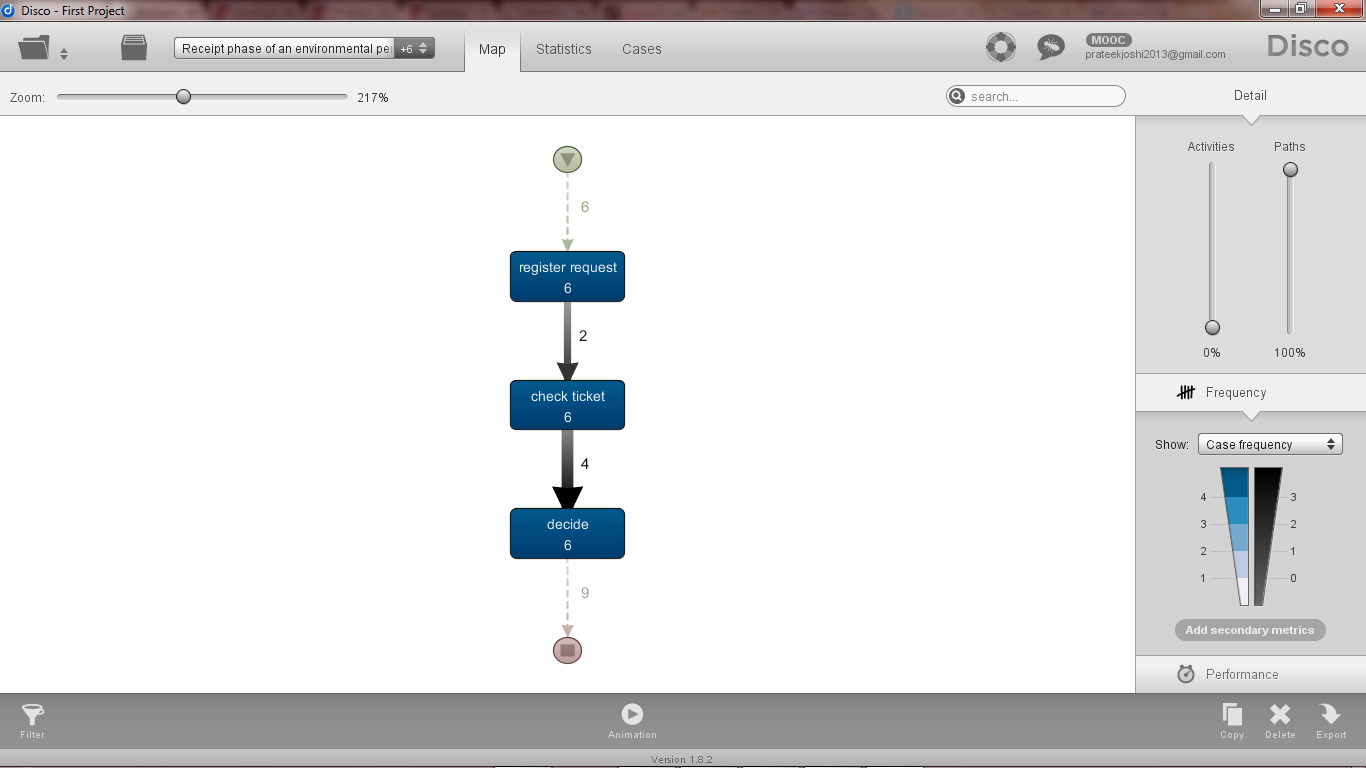 Disco - First Project
Receipt phase of an environmental pe
+6
Map
Statistics
Cases
MOOC
prateekjoshi2013@gmail.com
Disco
Zoom:
217%
search...
Detail
6
register request
6
2
check ticket
6
4
decide
6
9
Activities
Paths
0%
100%
Frequency
Show:
Case frequency
4
3
3
2
2
1
1
0
Add secondary metrics
Performance
Filter
Animation
Copy
Delete
Export
Version 1.8.2